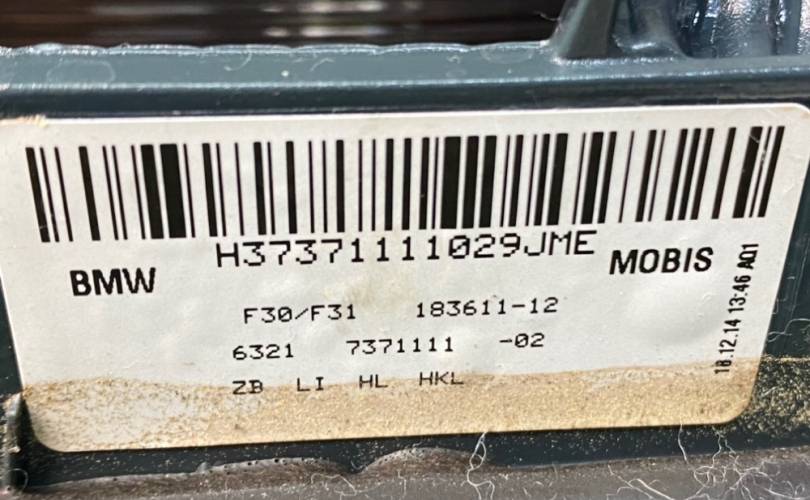 H37371111029JME
BMW
MOBIS
F30/F31 183611-12
6321 7371111 -02
ZB LI HL HKL
18.12.14 13:46 A01